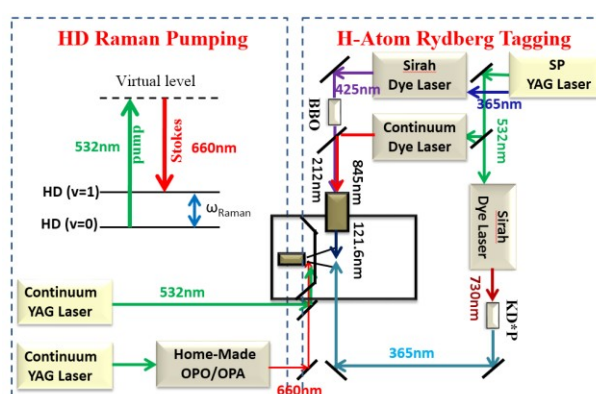 HD Raman Pumping
Virtual level
532nm
pump
Stokes
660nm
HD (v=1)
HD (v=0)
ωRaman
Continuum
YAG Laser
532nm
Continuum
YAG Laser
Home-Made
OPO/OPA
660nm
H-Atom Rydberg Tagging
425nm
Sirah
Dye Laser
365nm
SP
YAG Laser
BBO
Continuum
Dye Laser
532nm
212nm
845nm
121.6nm
Sirah
Dye Laser
730nm
KD*P
365nm